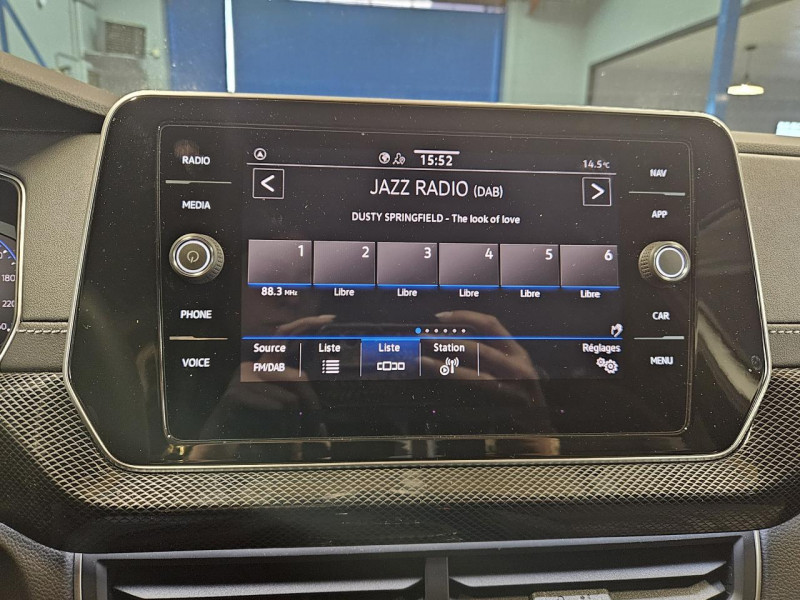 RADIO
MEDIA
PHONE
VOICE
15:52
14.5°C
JAZZ RADIO (DAB)
DUSTY SPRINGFIELD - The look of love
1 2 3 4 5 6
88.3 MHz Libre Libre Libre Libre Libre
Source Liste Liste Station Réglages
FM/DAB
NAV
APP
CAR
MENU
180
220